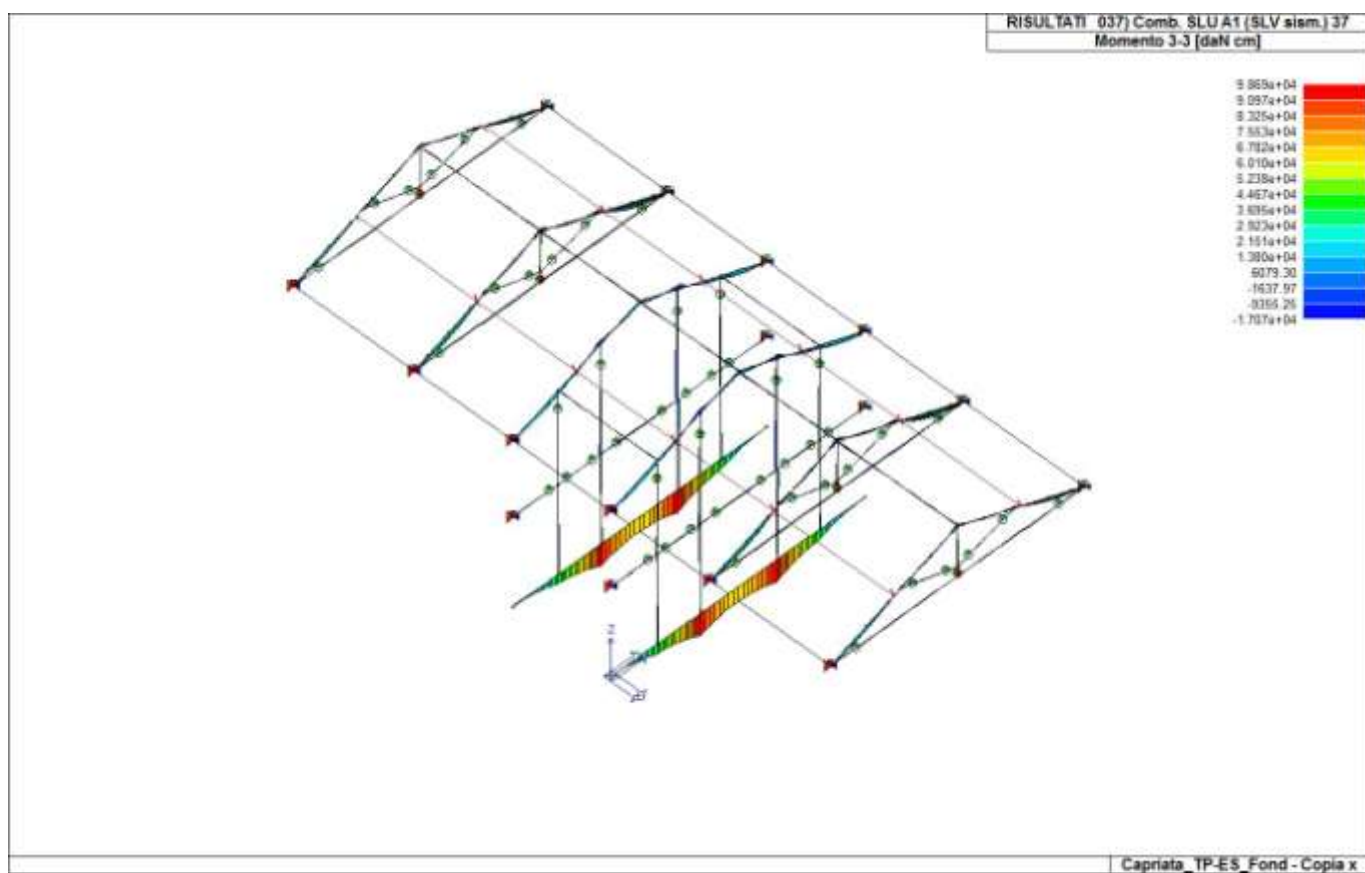 RISULTATI 037) Comb. SLU A1 (SLV sism.) 37
Momento 3-3 [daN cm]
9.869e+04
9.097e+04
8.325e+04
7.553e+04
6.782e+04
6.010e+04
5.238e+04
4.467e+04
3.695e+04
2.923e+04
2.151e+04
1.380e+04
6079.30
-1637.97
-9355.25
-1.707e+04
Capriata_TP-ES_Fond - Copia x